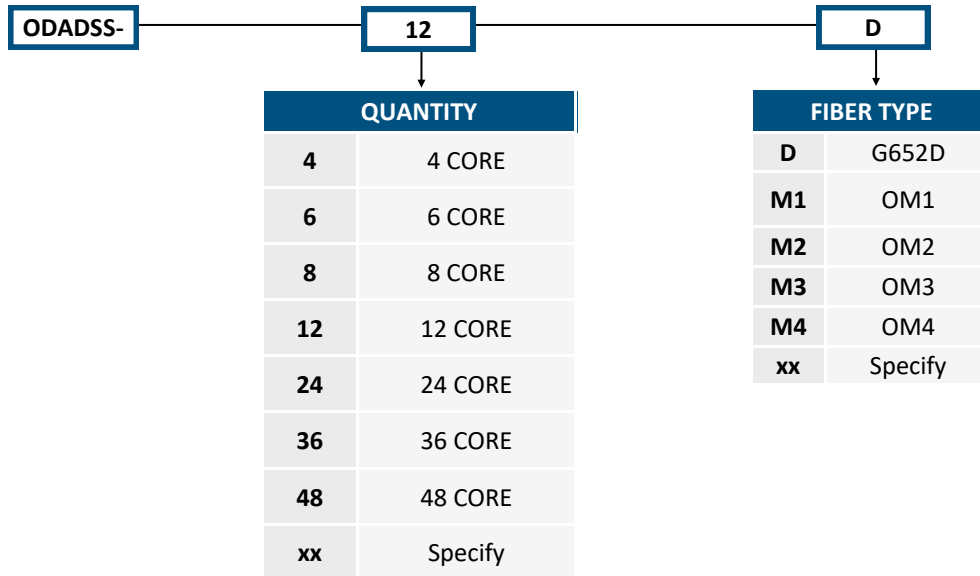 ODADSS- 12 D
QUANTITY
4 4 CORE
6 6 CORE
8 8 CORE
12 12 CORE
24 24 CORE
36 36 CORE
48 48 CORE
xx Specify
FIBER TYPE
D G652D
M1 OM1
M2 OM2
M3 OM3
M4 OM4
xx Specify